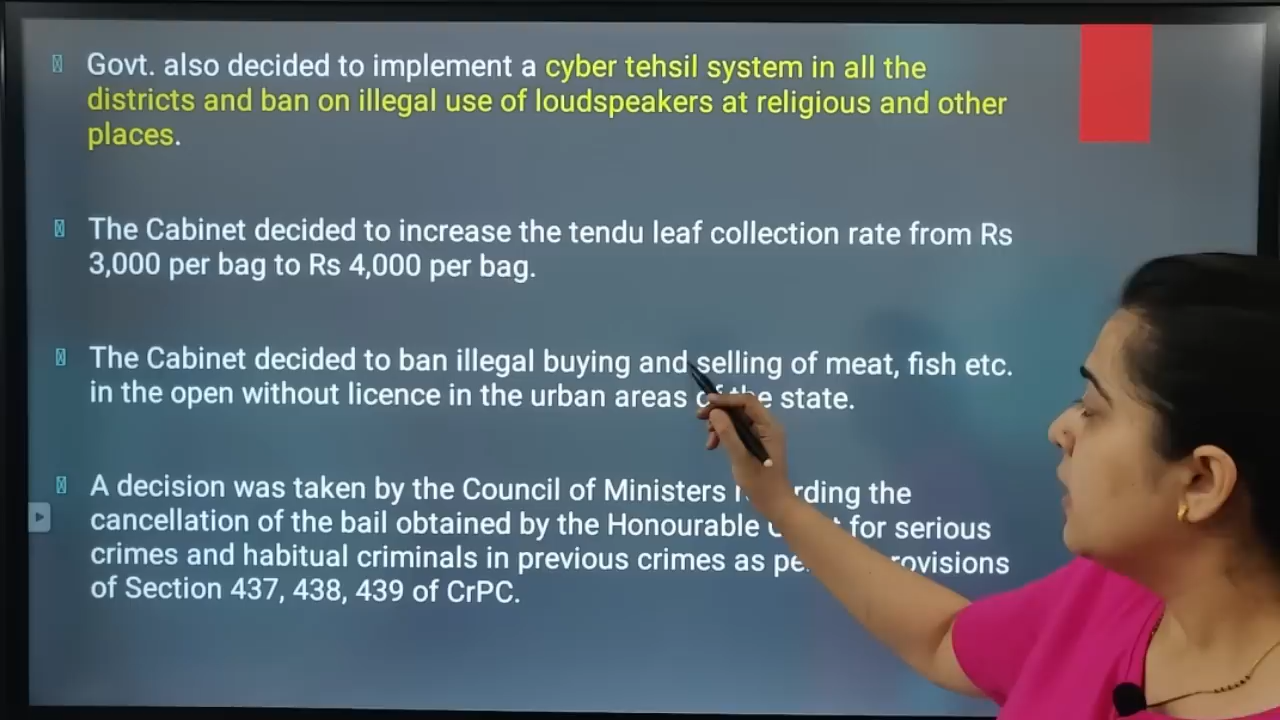 Govt. also decided to implement a cyber tehsil system in all the
districts and ban on illegal use of loudspeakers at religious and other
places.
The Cabinet decided to increase the tendu leaf collection rate from Rs
3,000 per bag to Rs 4,000 per bag.
The Cabinet decided to ban illegal buying and selling of meat, fish etc.
in the open without licence in the urban areas of the state.
A decision was taken by the Council of Ministers the
cancellation of the bail obtained by the Honourable for serious
crimes and habitual criminals in previous crimes as
of Section 437, 438, 439 of CrPC.